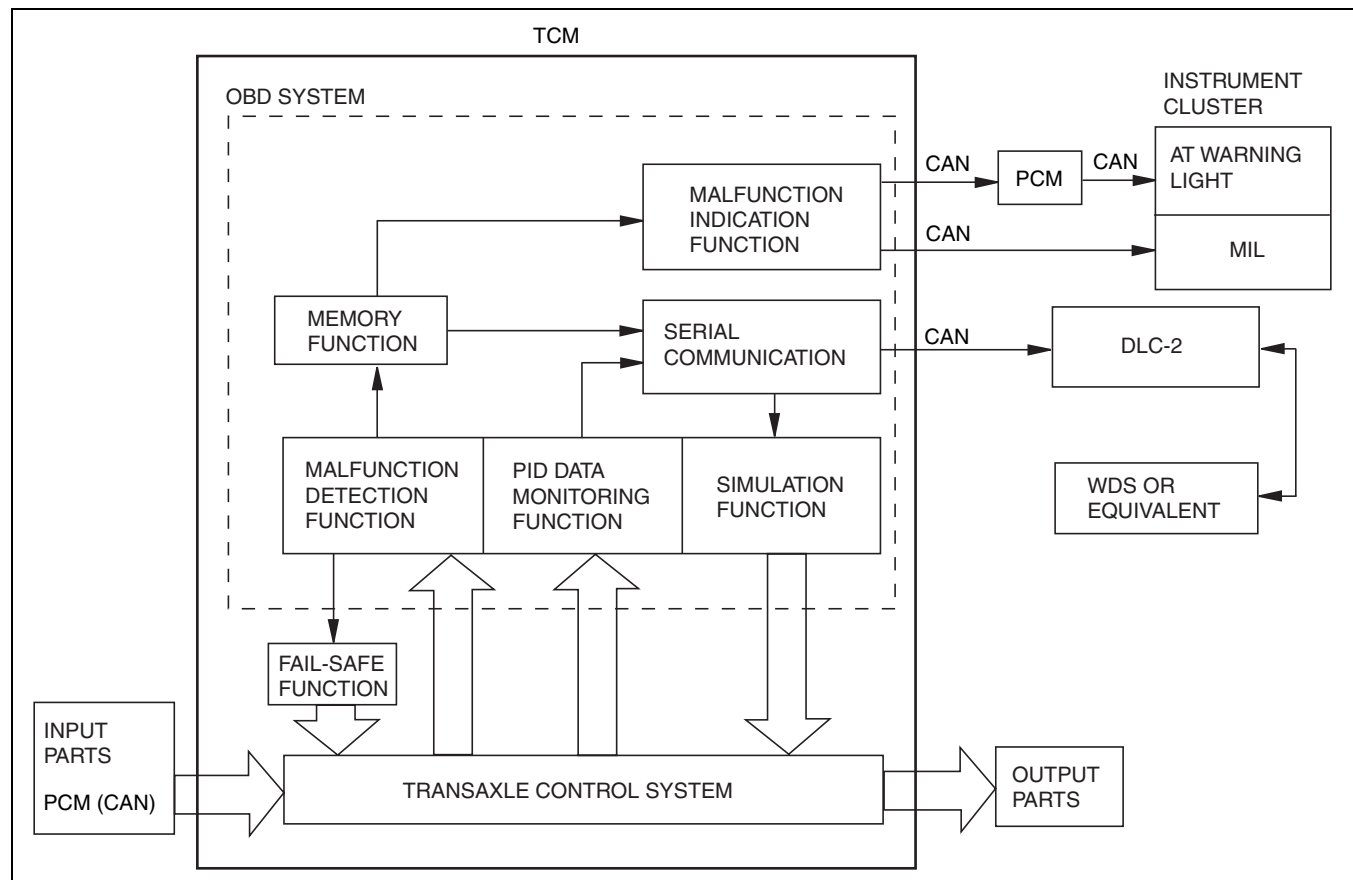 TCM
OBD SYSTEM
INSTRUMENT
CLUSTER
MALFUNCTION
INDICATION
FUNCTION
CAN
PCM
CAN
AT WARNING
LIGHT
CAN
MIL
MEMORY
FUNCTION
SERIAL
COMMUNICATION
CAN
DLC-2
MALFUNCTION
DETECTION
FUNCTION
PID DATA
MONITORING
FUNCTION
SIMULATION
FUNCTION
WDS OR
EQUIVALENT
FAIL-SAFE
FUNCTION
INPUT
PARTS
PCM (CAN)
TRANSAXLE CONTROL SYSTEM
OUTPUT
PARTS